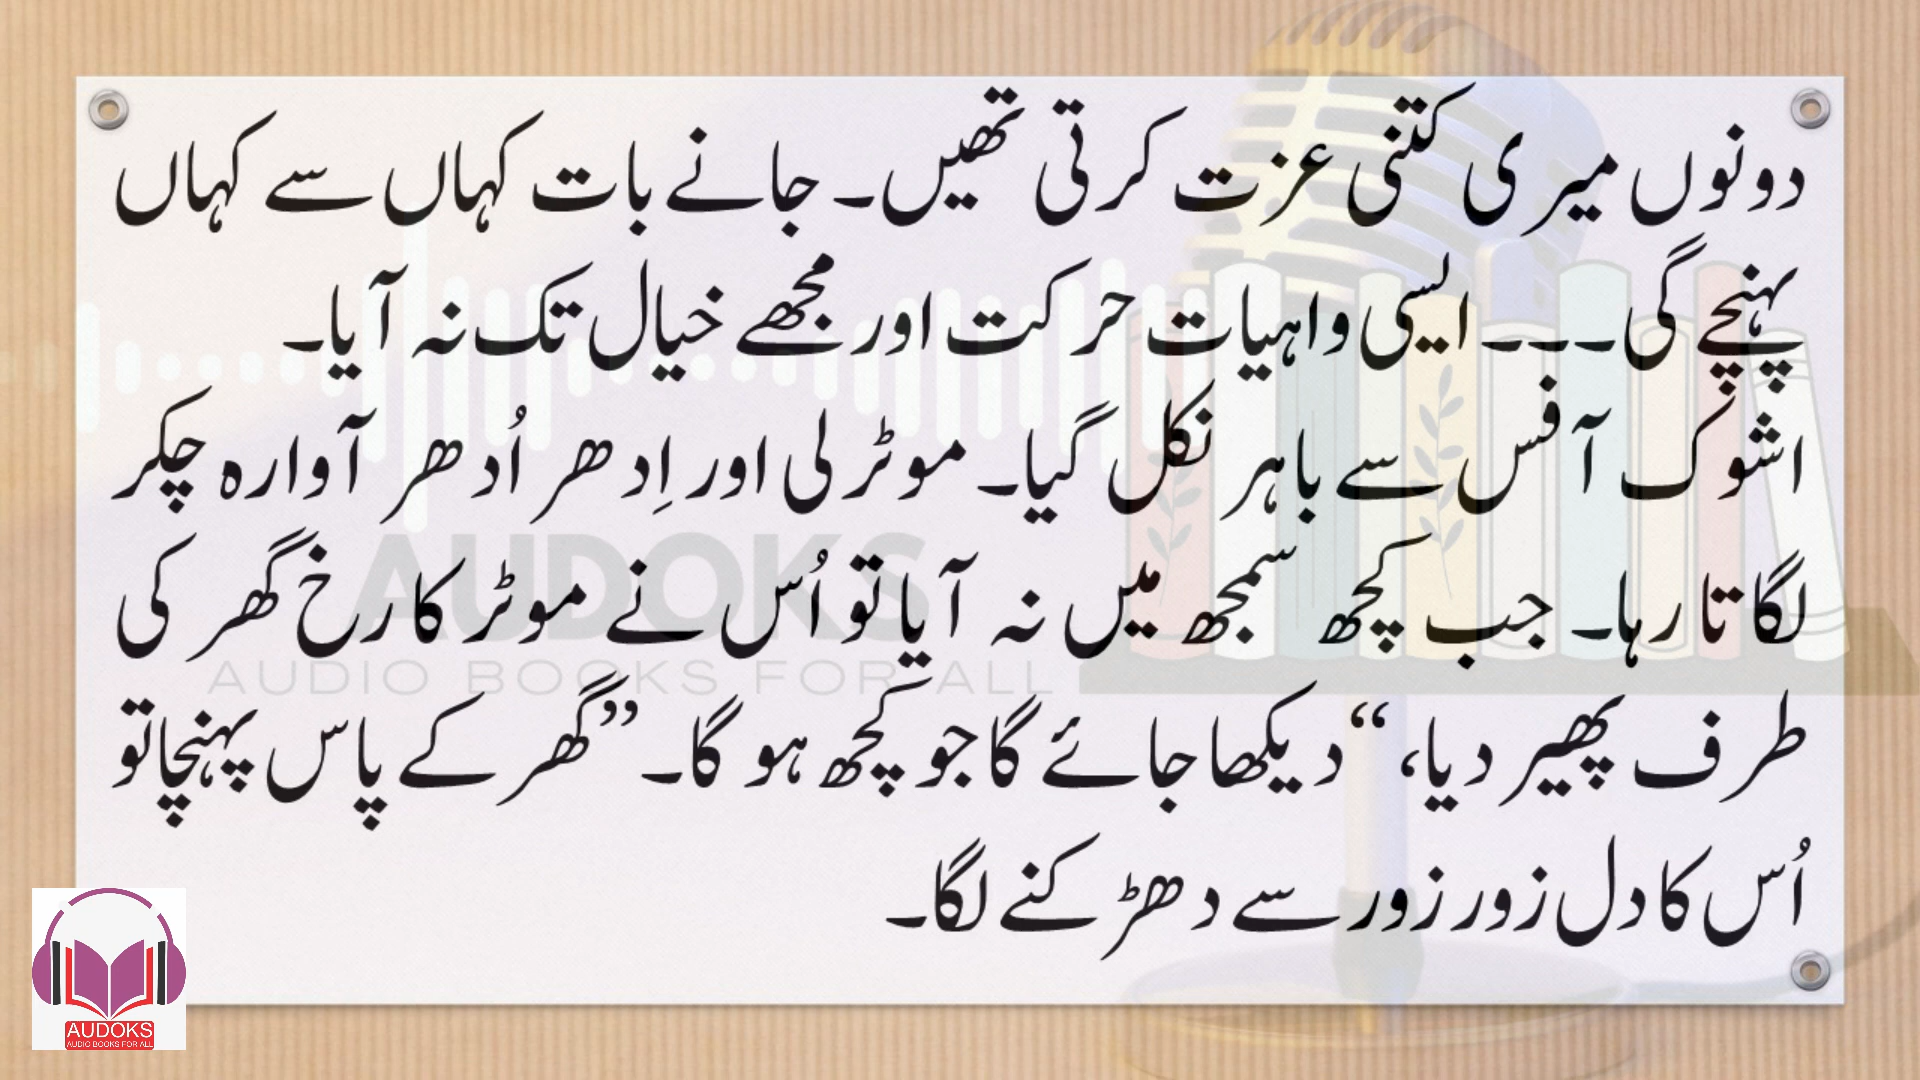 دونوں میری کتنی عزت کرتی تھیں۔ جانے بات کہاں سے کہاں
پہنچے گی۔۔۔ ایسی واہیات حرکت اور مجھے خیال تک نہ آیا۔
اشوک آفس سے باہر نکل گیا۔ موٹر لی اور اِدھر اُدھر آوارہ چکر
لگاتا رہا۔ جب کچھ سمجھ میں نہ آیا تو اُس نے موٹر کا رخ گھر کی
طرف پھیر دیا، “دیکھا جائے گا جو کچھ ہو گا۔” گھر کے پاس پہنچا تو
اُس کا دل زور زور سے دھڑکنے لگا۔
AUDOKS
AUDIO BOOKS FOR ALL
AUDOKS
AUDIO BOOKS FOR ALL